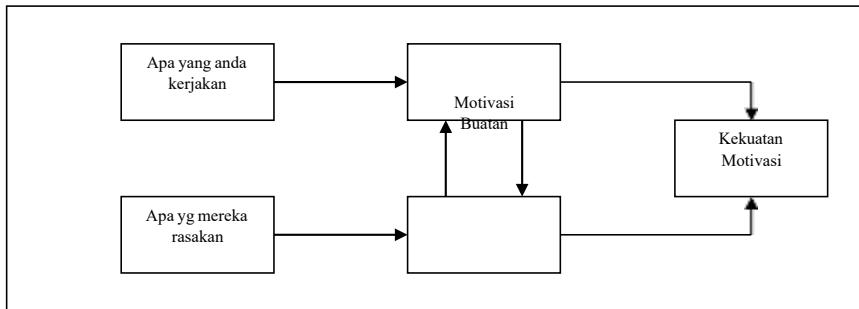 Apa yang anda
kerjakan
Motivasi
Buatan
Kekuatan
Motivasi
Apa yg mereka
rasakan